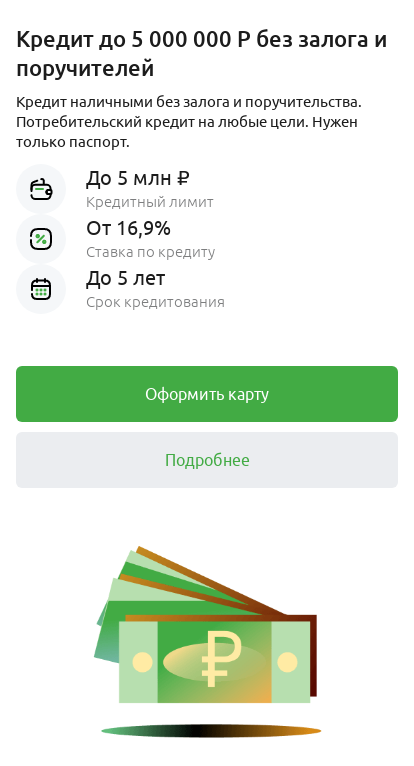 Кредит до 5 000 000 Р без залога и
поручителей
Кредит наличными без залога и поручительства.
Потребительский кредит на любые цели. Нужен
только паспорт.
До 5 млн ₽
Кредитный лимит
От 16,9%
Ставка по кредиту
До 5 лет
Срок кредитования
Оформить карту
Подробнее
₽